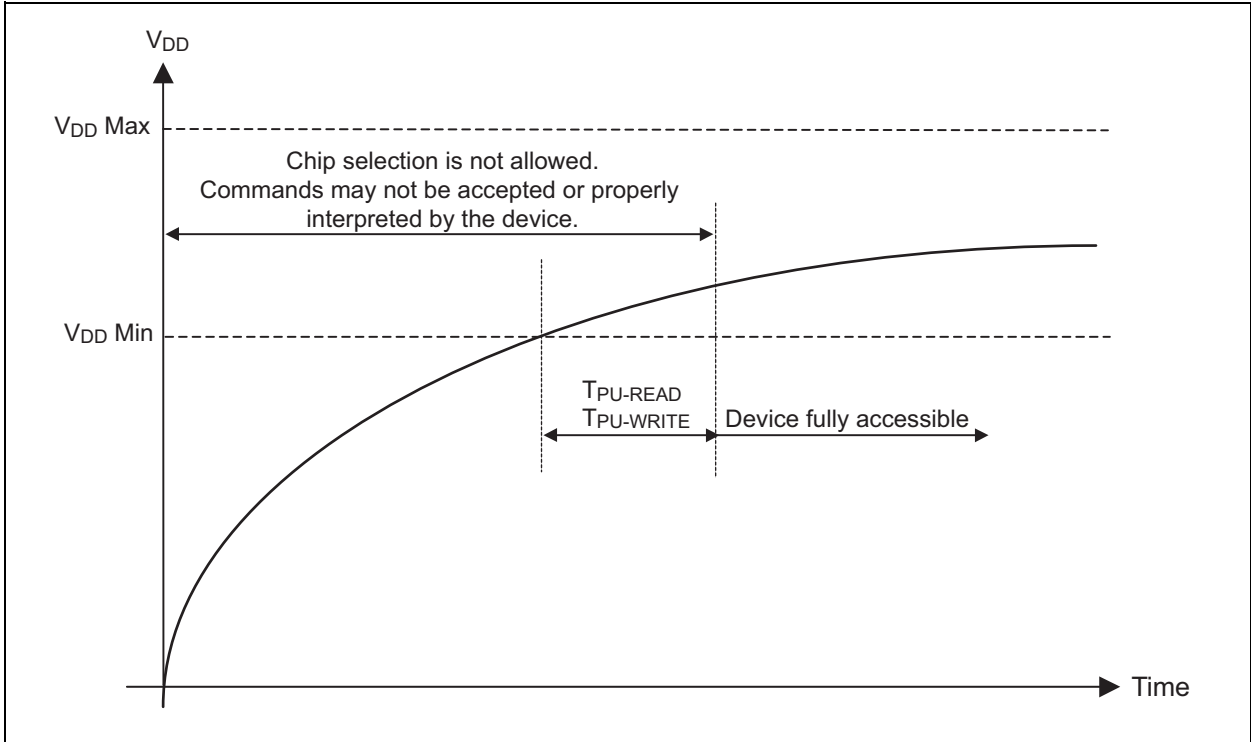 VDD
VDD Max
Chip selection is not allowed.
Commands may not be accepted or properly
interpreted by the device.
VDD Min
TPU-READ
TPU-WRITE
Device fully accessible
Time